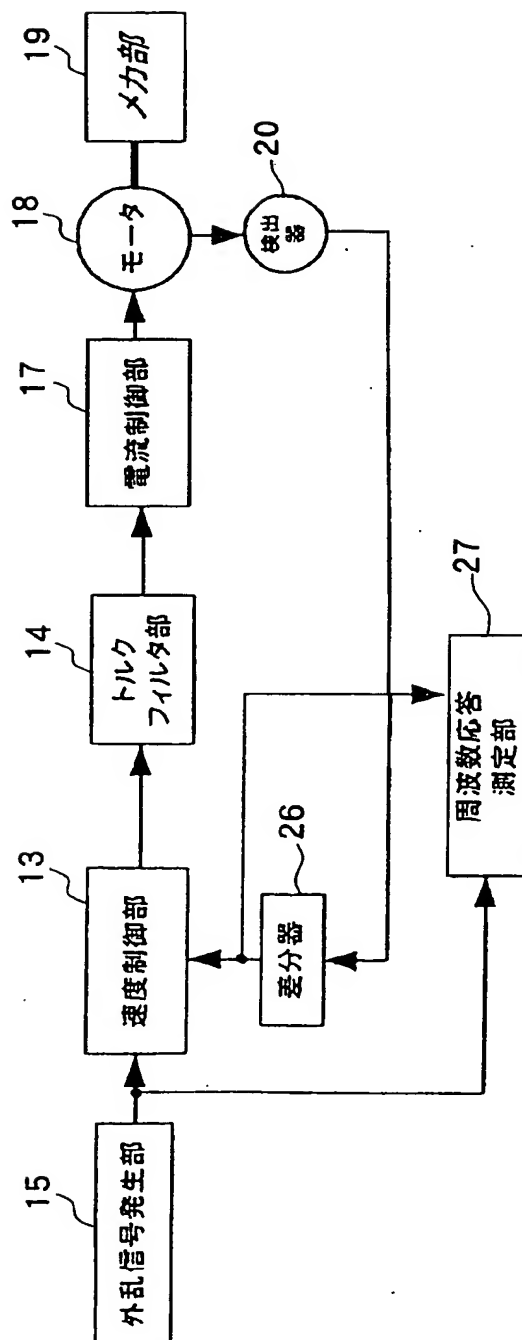 15
外乱信号発生部
13
速度制御部
14
トルク
フィルタ部
17
電流制御部
18
モータ
19
メカ部
20
検出
器
26
差分器
27
周波数応答
測定部